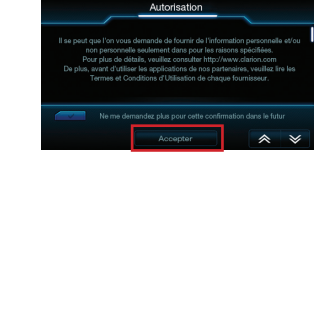 Autorisation
Il se peut que l'on vous demande de fournir de l'information personnelle et/ou
non personnelle seulement dans pour les raisons spécifiées.
Pour plus de détails, veuillez consulter http://www.clarion.com
De plus, avant d'utiliser les applications de nos partenaires, veuillez lire les
Termes et Conditions d'Utilisation de chaque fournisseur.
Ne me demandez plus pour cette confirmation dans le futur
Accepter